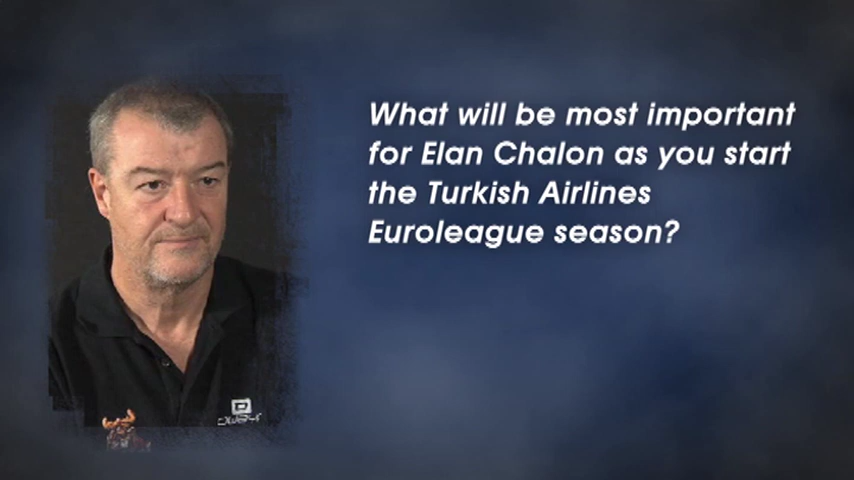 What will be most important
for Elan Chalon as you start
the Turkish Airlines
Euroleague season?